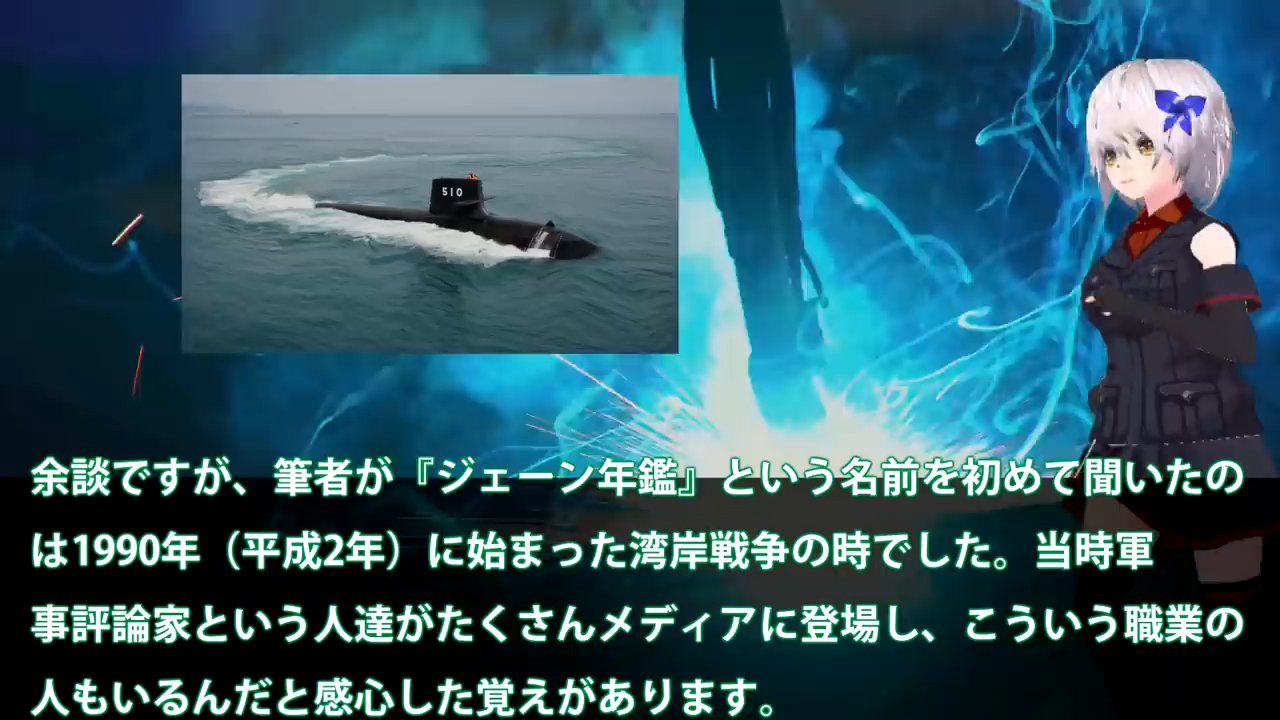 510
余談ですが、筆者が『ジェーン年鑑』という名前を初めて聞いたの
は1990年（平成2年）に始まった湾岸戦争の時でした。当時軍
事評論家という人達がたくさんメディアに登場し、こういう職業の
人もいるんだと感心した覚えがあります。